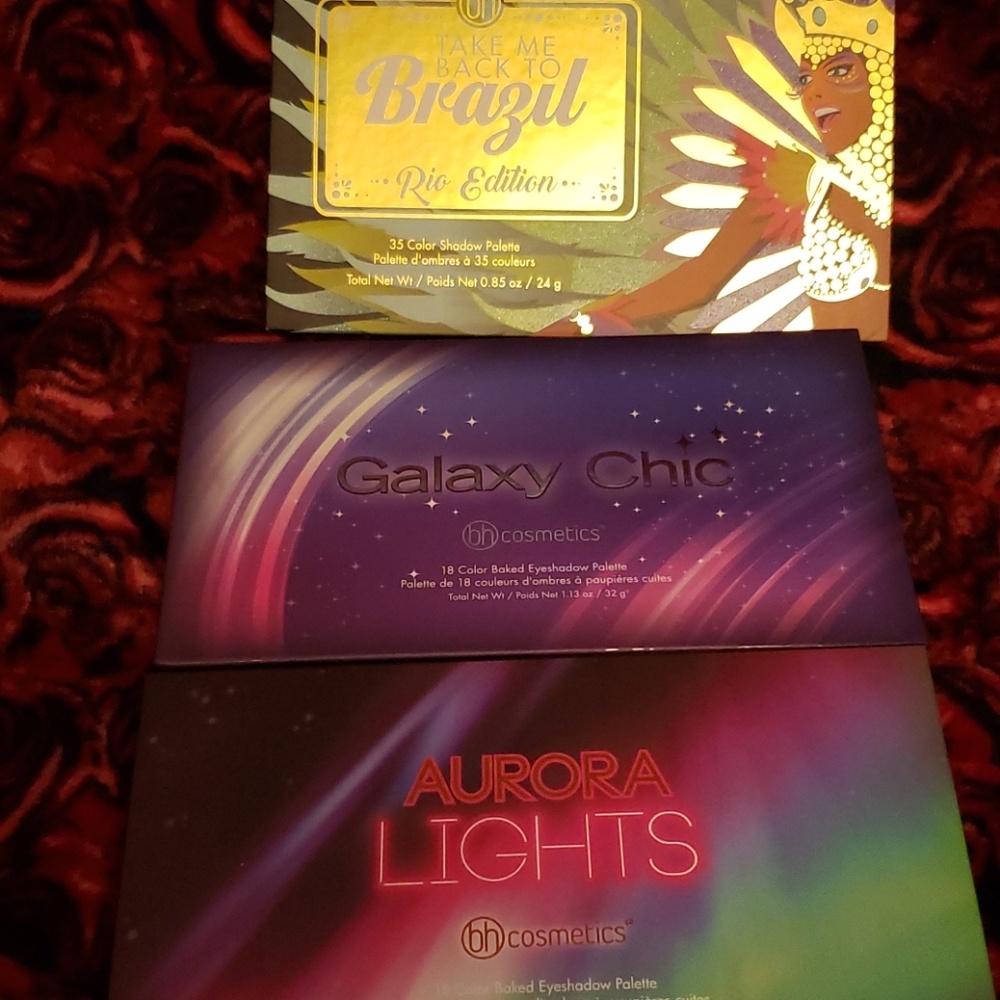 bh
TAKE ME
BACK TO
Brazil
Rio Edition
35 Color Shadow Palette
Palette d'ombres à 35 couleurs
Total Net Wt / Poids Net 0.85 oz / 24 g
Galaxy Chic
bh cosmetics
18 Color Baked Eyeshadow Palette
Palette de 18 couleurs d'ombres à paupières cuites
Total Net Wt / Poids Net 1.13 oz / 32 g
AURORA
LIGHTS
bh cosmetics
Color Baked Eyeshadow Palette
paupières cuites